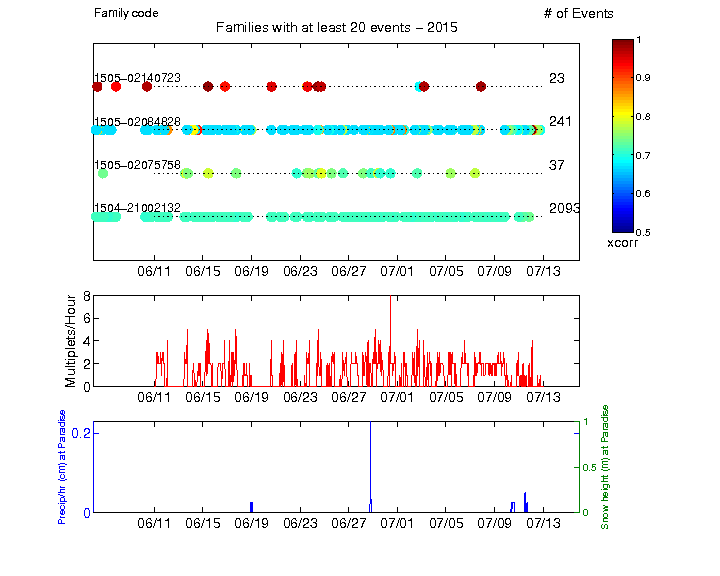 Family code
# of Events
Families with at least 20 events – 2015
1505–02140723
23
1505–02084828
241
1505–02075758
37
1504–21002132
2093
06/11 06/15 06/19 06/23 06/27 07/01 07/05 07/09 07/13
1
0.9
0.8
0.7
0.6
0.5
xcorr
Multiplets/Hour
8
6
4
2
0
06/11 06/15 06/19 06/23 06/27 07/01 07/05 07/09 07/13
Precip/hr (cm) at Paradise
0.2
0
1
0.5
0
Snow height (m) at Paradise
06/11 06/15 06/19 06/23 06/27 07/01 07/05 07/09 07/13